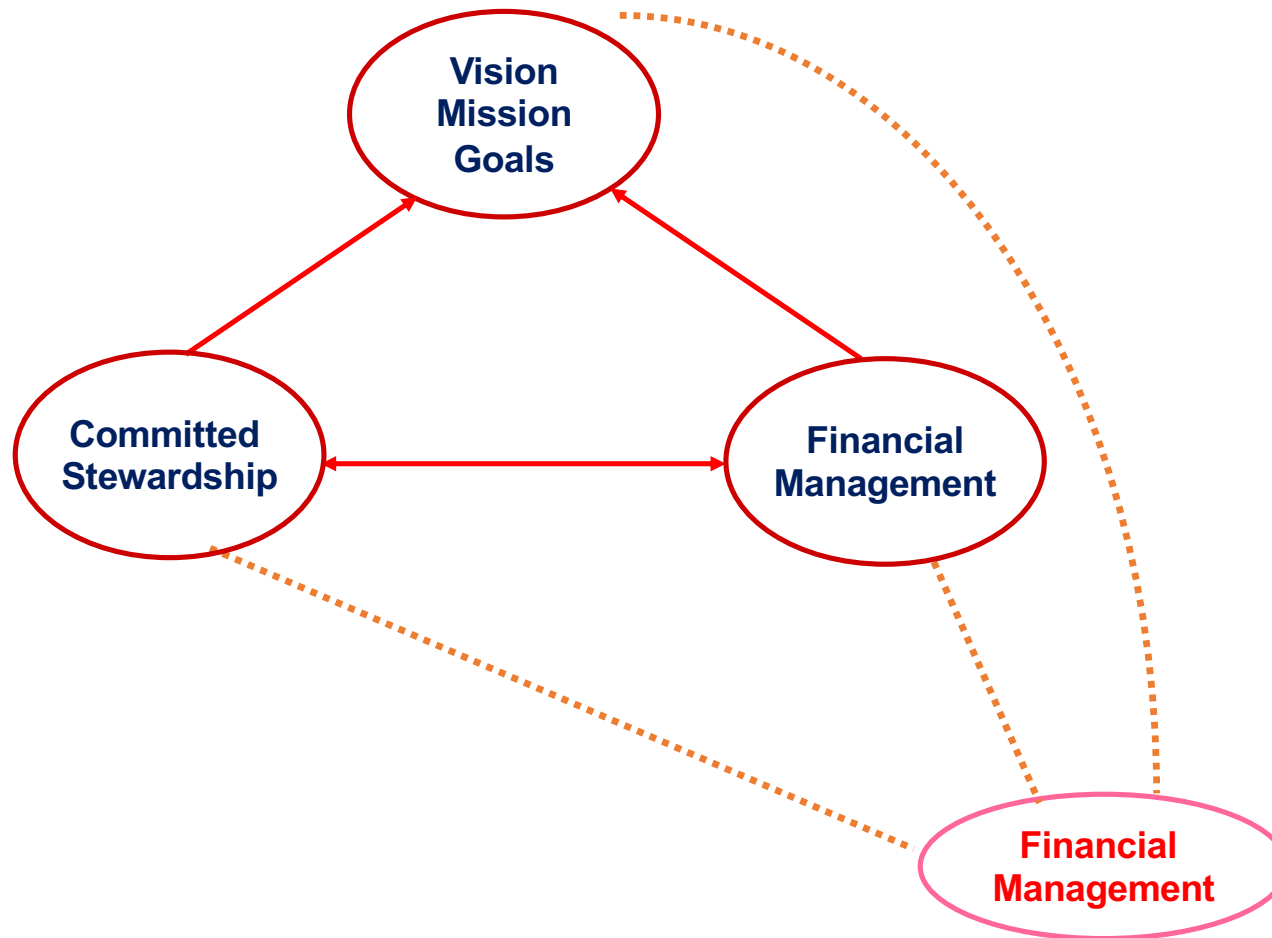 Vision
Mission
Goals
Committed
Stewardship
Financial
Management
Financial
Management